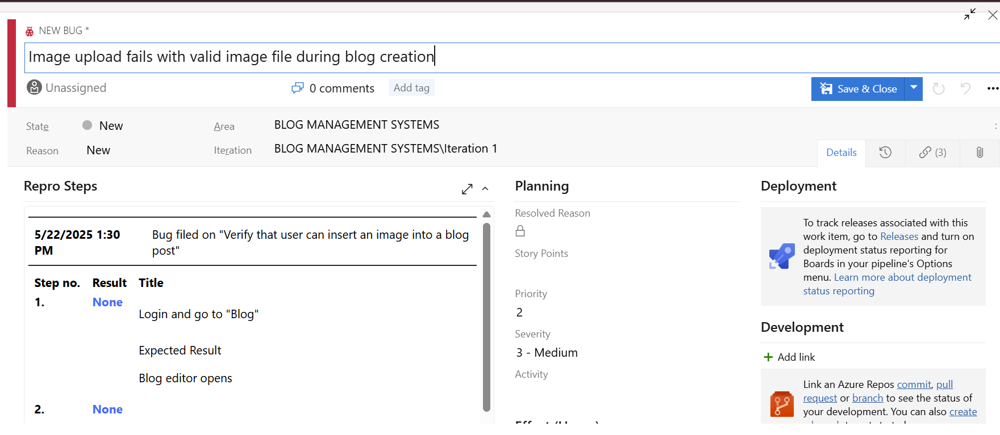 NEW BUG *
Image upload fails with valid image file during blog creation
Unassigned
0 comments
Add tag
Save & Close
State
New
Area
BLOG MANAGEMENT SYSTEMS
Reason
New
Iteration
BLOG MANAGEMENT SYSTEMS\Iteration 1
Details
(3)
Repro Steps
5/22/2025 1:30
PM
Bug filed on "Verify that user can insert an image into a blog
post"
Step no. Result Title
1. None
Login and go to "Blog"
Expected Result
Blog editor opens
2. None
Planning
Resolved Reason
Story Points
Priority
2
Severity
3 - Medium
Activity
Deployment
To track releases associated with this
work item, go to Releases and turn on
deployment status reporting for
Boards in your pipeline's Options
menu. Learn more about deployment
status reporting
Development
+ Add link
Link an Azure Repos commit, pull
request or branch to see the status of
your development. You can also create